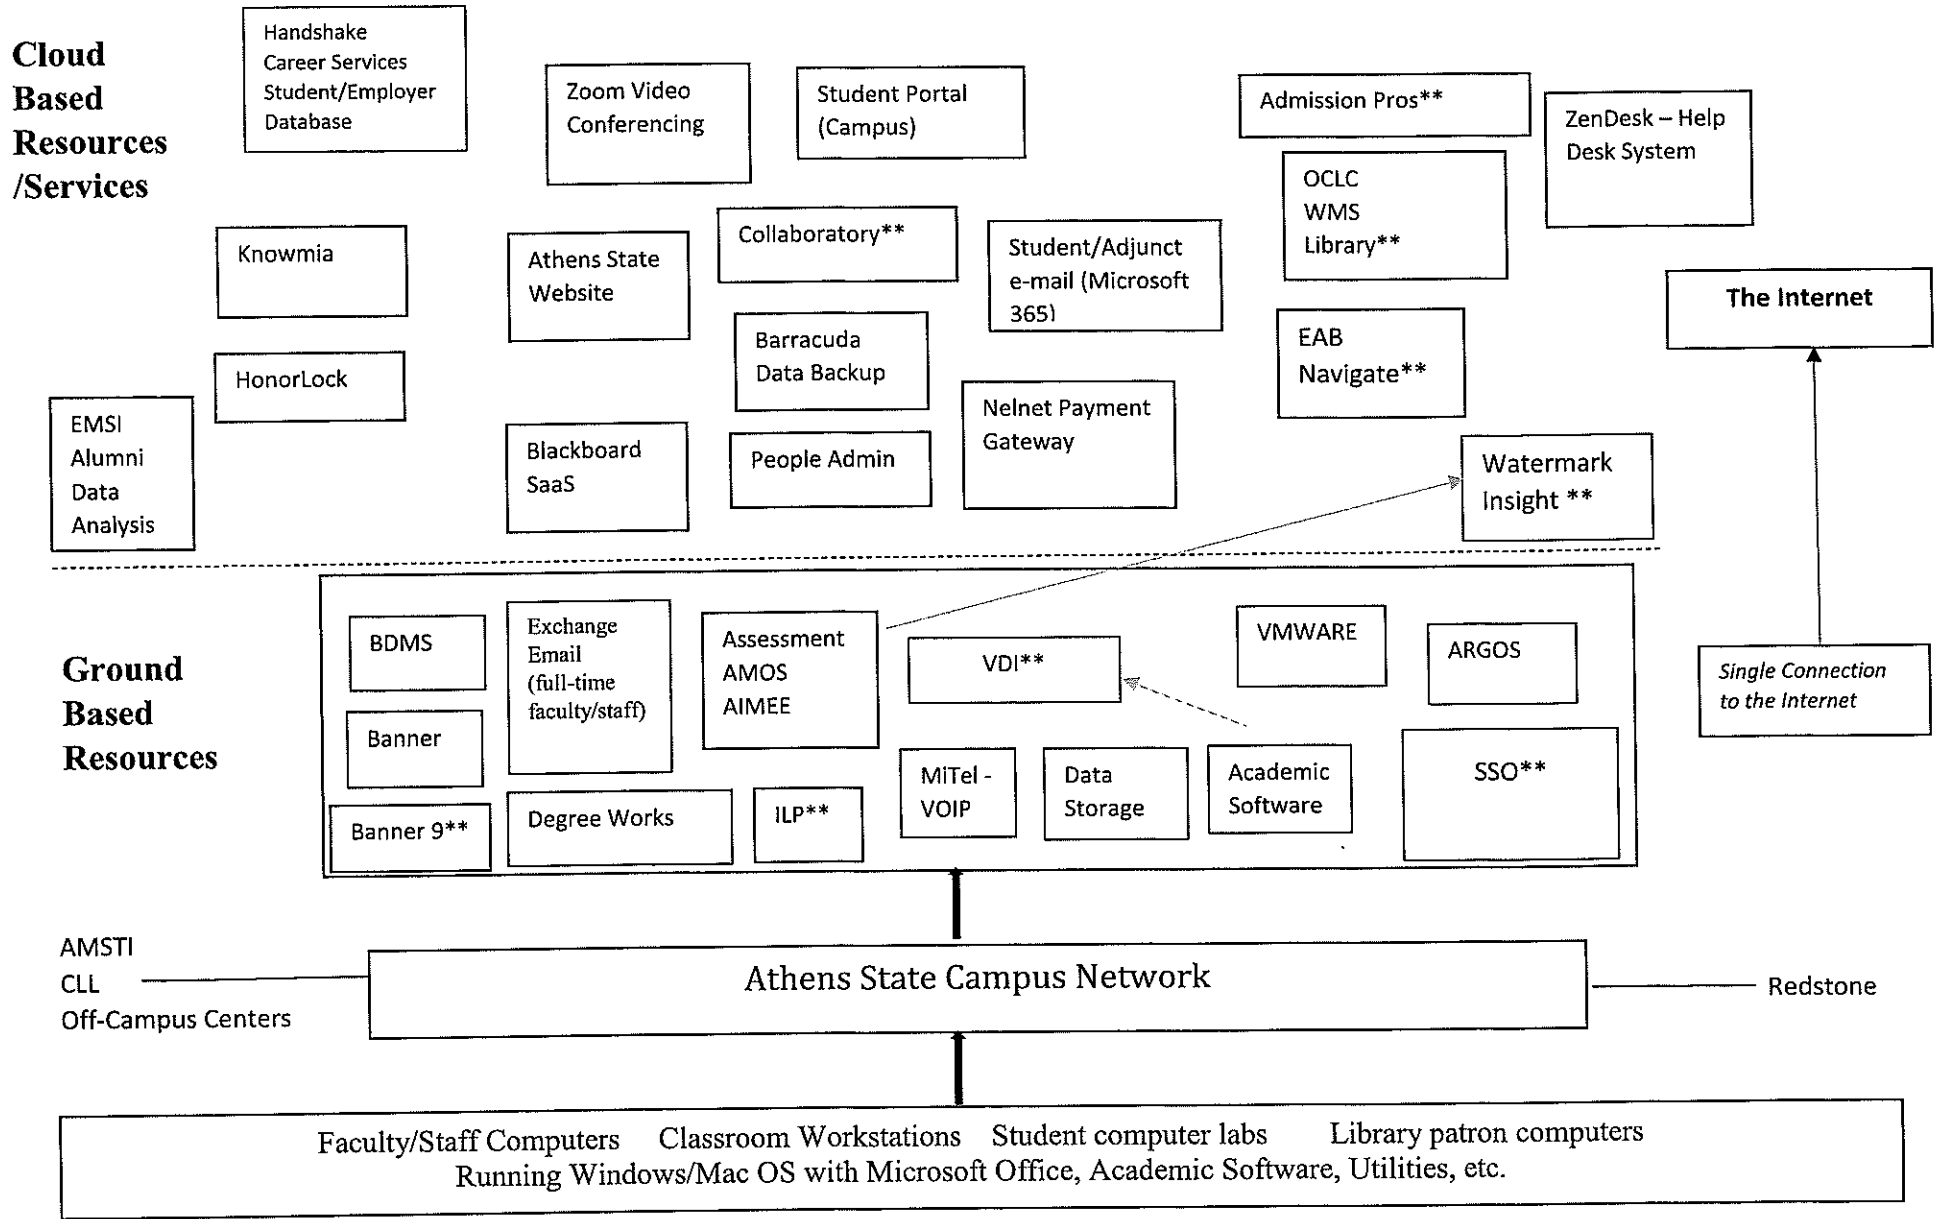 Cloud
Based
Resources
/Services
Handshake
Career Services
Student/Employer
Database
Zoom Video
Conferencing
Student Portal
(Campus)
Admission Pros**
ZenDesk – Help
Desk System
OCLC
WMS
Library**
Knowmia
Athens State
Website
Collaboratory**
Student/Adjunct
e-mail (Microsoft
365)
The Internet
HonorLock
Barracuda
Data Backup
EAB
Navigate**
EMSI
Alumni
Data
Analysis
Blackboard
SaaS
People Admin
Nelnet Payment
Gateway
Watermark
Insight **
Ground
Based
Resources
BDMS
Exchange
Email
(full-time
faculty/staff)
Assessment
AMOS
AIMEE
VDI**
VMWARE
ARGOS
Single Connection
to the Internet
Banner
MiTel -
VOIP
Data
Storage
Academic
Software
SSO**
Banner 9**
Degree Works
ILP**
AMSTI
CLL
Off-Campus Centers
Athens State Campus Network
Redstone
Faculty/Staff Computers Classroom Workstations Student computer labs Library patron computers
Running Windows/Mac OS with Microsoft Office, Academic Software, Utilities, etc.